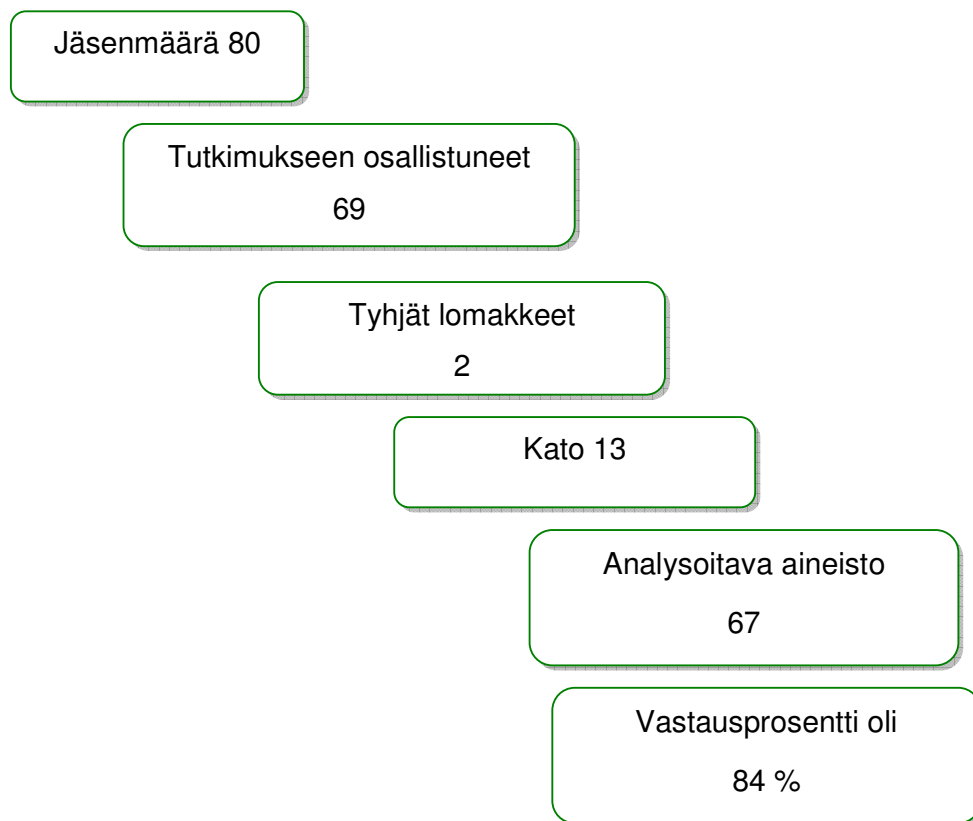 Jäsenmäärä 80
Tutkimukseen osallistuneet
69
Tyhjät lomakkeet
2
Kato 13
Analysoitava aineisto
67
Vastausprosentti oli
84 %